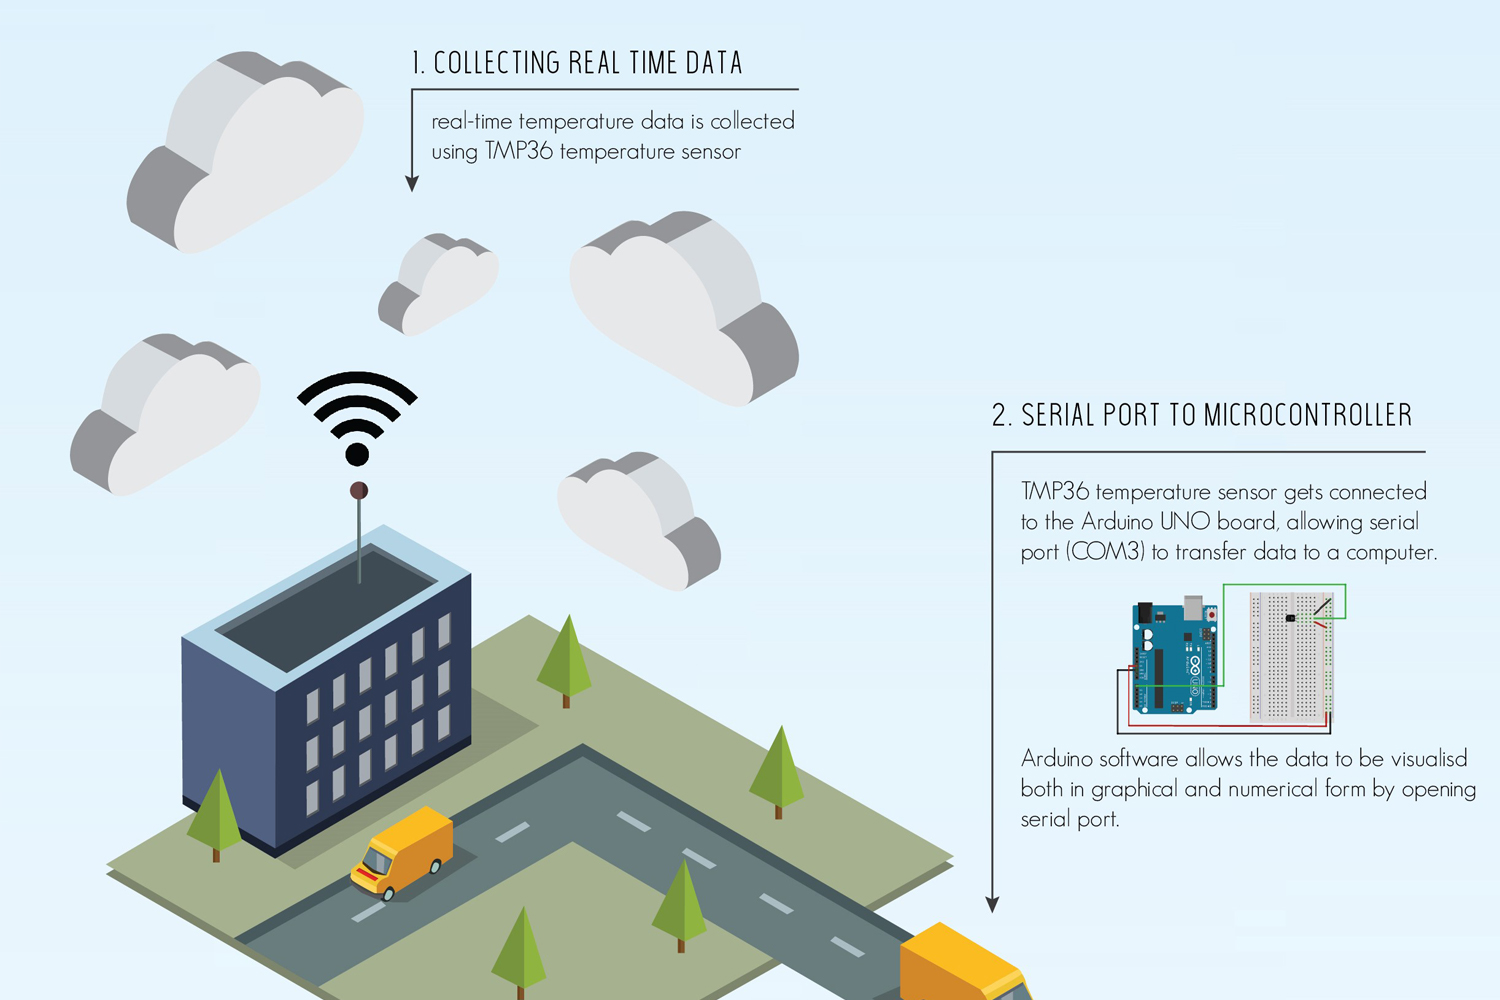 1. COLLECTING REAL TIME DATA
real-time temperature data is collected
using TMP36 temperature sensor
2. SERIAL PORT TO MICROCONTROLLER
TMP36 temperature sensor gets connected
to the Arduino UNO board, allowing serial
port (COM3) to transfer data to a computer.
Arduino software allows the data to be visualisd
both in graphical and numerical form by opening
serial port.